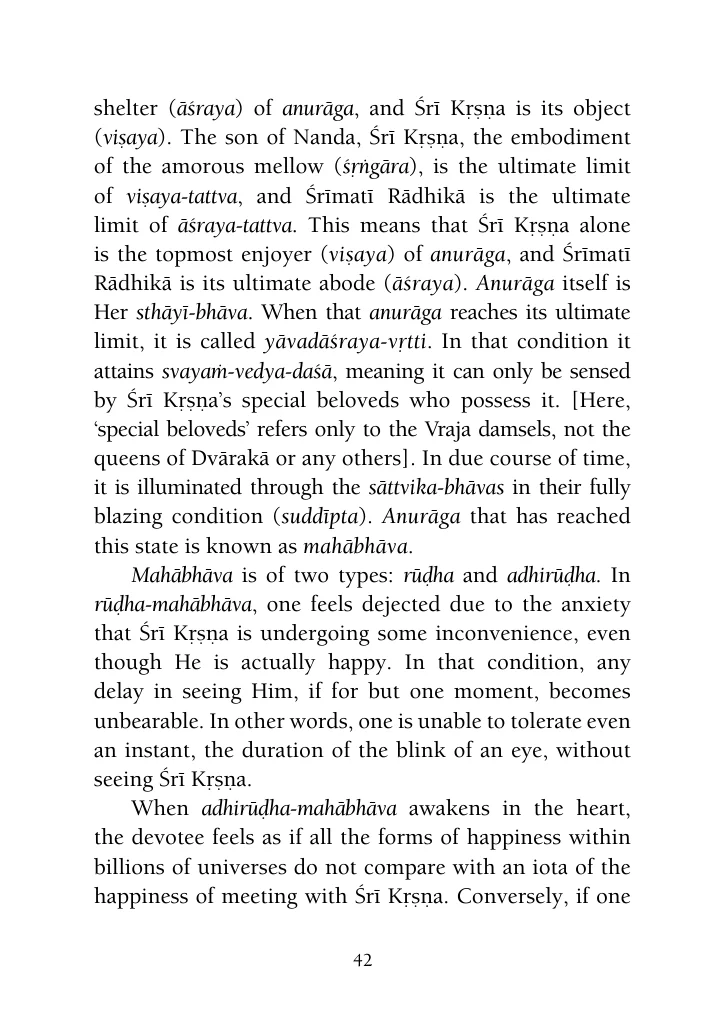 shelter (āśraya) of anurāga, and Śrī Kṛṣṇa is its object
(viṣaya). The son of Nanda, Śrī Kṛṣṇa, the embodiment
of the amorous mellow (śṛṅgāra), is the ultimate limit
of viṣaya-tattva, and Śrīmatī Rādhikā is the ultimate
limit of āśraya-tattva. This means that Śrī Kṛṣṇa alone
is the topmost enjoyer (viṣaya) of anurāga, and Śrīmatī
Rādhikā is its ultimate abode (āśraya). Anurāga itself is
Her sthāyī-bhāva. When that anurāga reaches its ultimate
limit, it is called yāvadāśraya-vṛtti. In that condition it
attains svayaṁ-vedya-daśā, meaning it can only be sensed
by Śrī Kṛṣṇa’s special beloveds who possess it. [Here,
‘special beloveds’ refers only to the Vraja damsels, not the
queens of Dvārakā or any others]. In due course of time,
it is illuminated through the sāttvika-bhāvas in their fully
blazing condition (suddīpta). Anurāga that has reached
this state is known as mahābhāva.
Mahābhāva is of two types: rūḍha and adhirūḍha. In
rūḍha-mahābhāva, one feels dejected due to the anxiety
that Śrī Kṛṣṇa is undergoing some inconvenience, even
though He is actually happy. In that condition, any
delay in seeing Him, if for but one moment, becomes
unbearable. In other words, one is unable to tolerate even
an instant, the duration of the blink of an eye, without
seeing Śrī Kṛṣṇa.
When adhirūḍha-mahābhāva awakens in the heart,
the devotee feels as if all the forms of happiness within
billions of universes do not compare with an iota of the
happiness of meeting with Śrī Kṛṣṇa. Conversely, if one
42